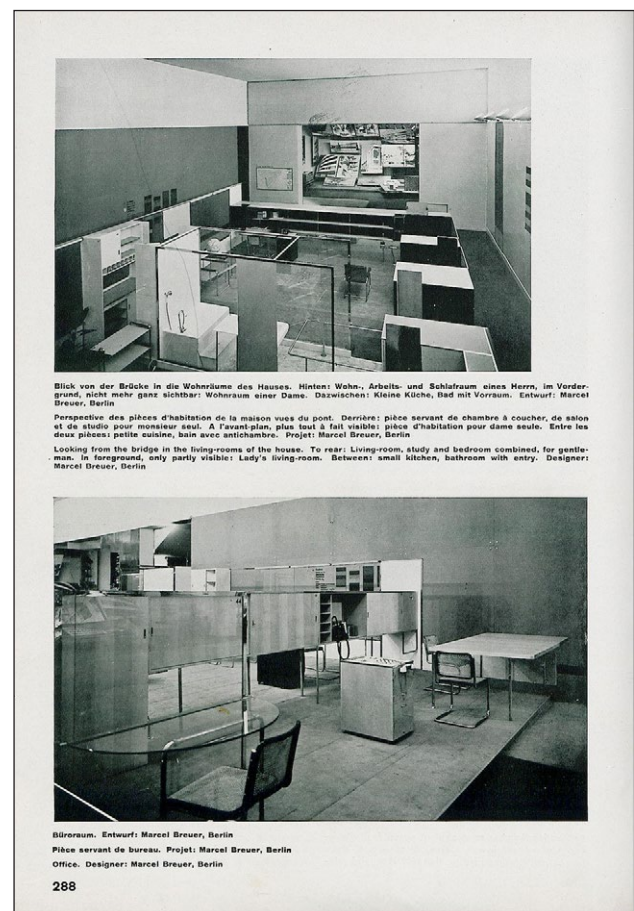 Blick von der Brücke in die Wohnräume des Hauses. Hinten: Wohn-, Arbeits- und Schlafraum eines Herrn, im Vorder-
grund, nicht mehr ganz sichtbar: Wohnraum einer Dame. Dazwischen: Kleine Küche, Bad mit Vorraum. Entwurf: Marcel
Breuer, Berlin
Perspective des pièces d'habitation de la maison vues du pont. Derrière: pièce servant de chambre à coucher, de salon
et de studio pour monsieur seul. A l'avant-plan, plus tout à fait visible: pièce d'habitation pour dame seule. Entre les
deux pièces: petite cuisine, bain avec antichambre. Projet: Marcel Breuer, Berlin
Looking from the bridge in the living-rooms of the house. To rear: Living-room, study and bedroom combined, for gentle-
man. In foreground, only partly visible: Lady's living-room. Between: small kitchen, bathroom with entry. Designer:
Marcel Breuer, Berlin
Büroraum. Entwurf: Marcel Breuer, Berlin
Pièce servant de bureau. Projet: Marcel Breuer, Berlin
Office. Designer: Marcel Breuer, Berlin
288